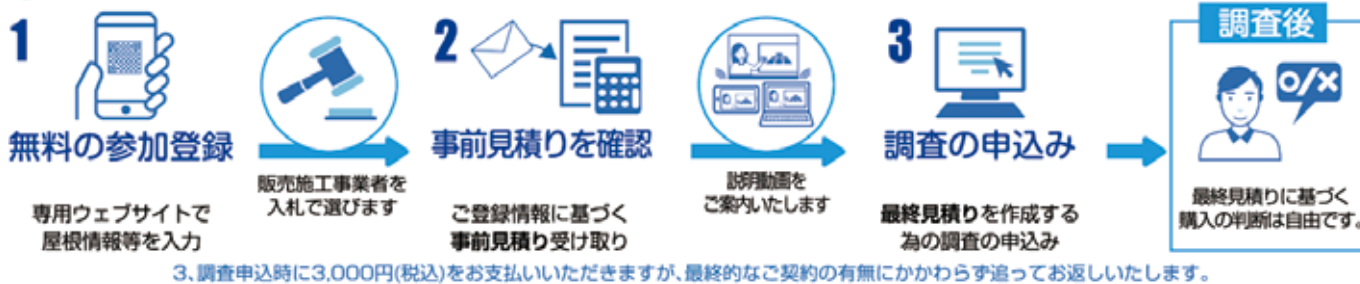 1
無料の参加登録
専用ウェブサイトで
屋根情報等を入力
販売施工事業者を
入札で選びます
2
事前見積りを確認
ご登録情報に基づく
事前見積り受け取り
説明動画を
ご案内いたします
3
調査の申込み
最終見積りを作成する
為の調査の申込み
調査後
o/x
最終見積りに基づく
購入の判断は自由です。
3、調査申込時に3,000円(税込)をお支払いいただきますが、最終的なご契約の有無にかかわらず追ってお返しいたします。